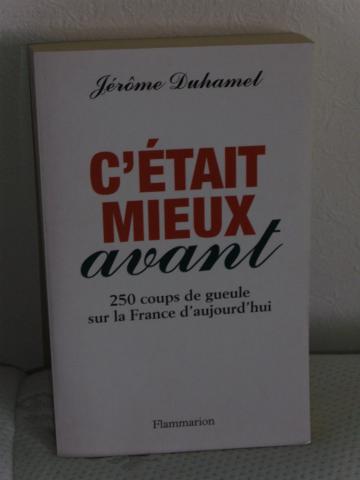 Jérôme Duhamel
C'ÉTAIT
MIEUX
avant
250 coups de gueule
sur la France d'aujourd'hui
Flammarion